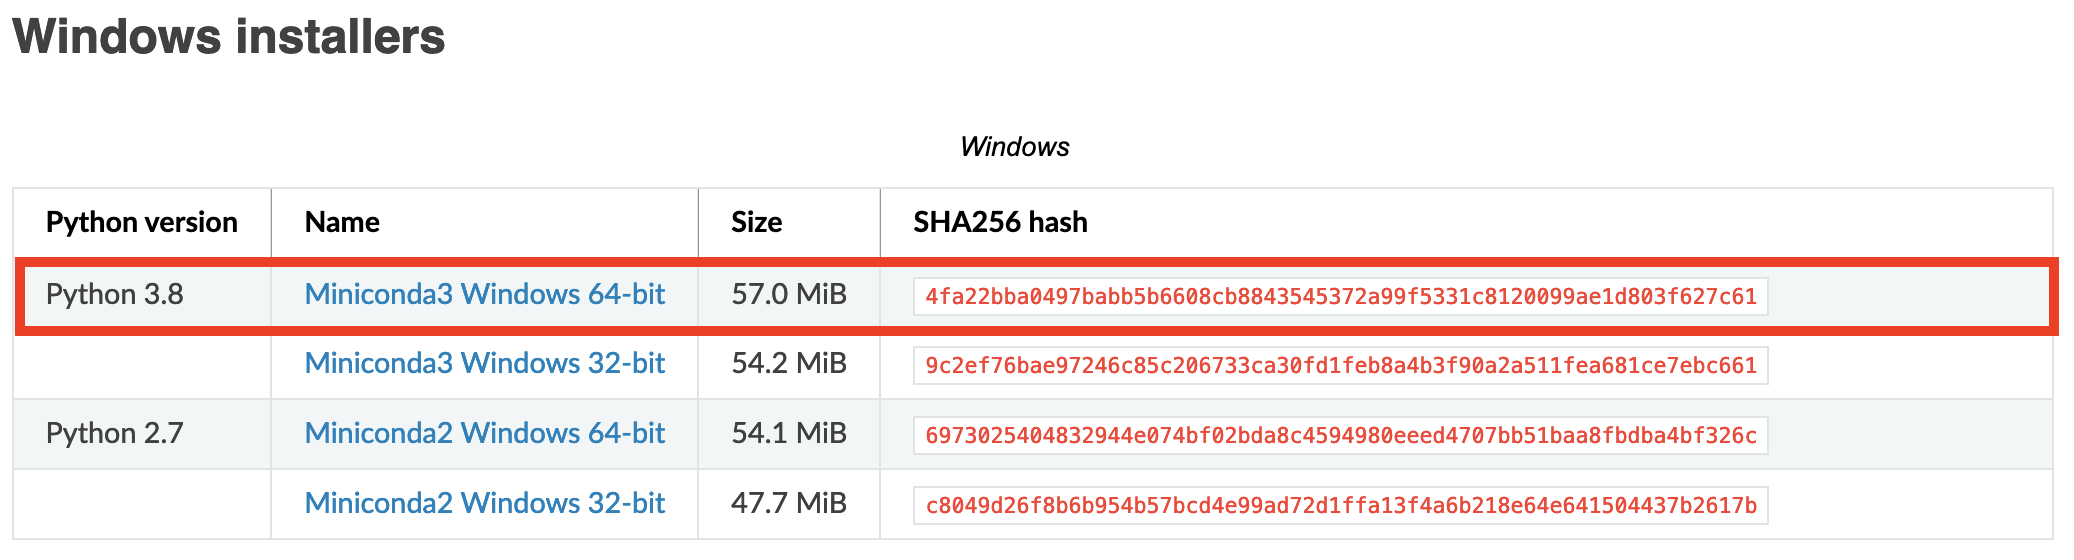 Windows installers
Windows
Python version Name Size SHA256 hash
Python 3.8 Miniconda3 Windows 64-bit 57.0 MiB 4fa22bba0497babb5b6608cb8843545372a99f5331c8120099ae1d803f627c61
Miniconda3 Windows 32-bit 54.2 MiB 9c2ef76bae97246c85c206733ca30fd1feb8a4b3f90a2a511fea681ce7ebc661
Python 2.7 Miniconda2 Windows 64-bit 54.1 MiB 6973025404832944e074bf02bda8c4594980eeed4707bb51baa8fbdba4bf326c
Miniconda2 Windows 32-bit 47.7 MiB c8049d26f8b6b954b57bcd4e99ad72d1ffa13f4a6b218e64e641504437b2617b